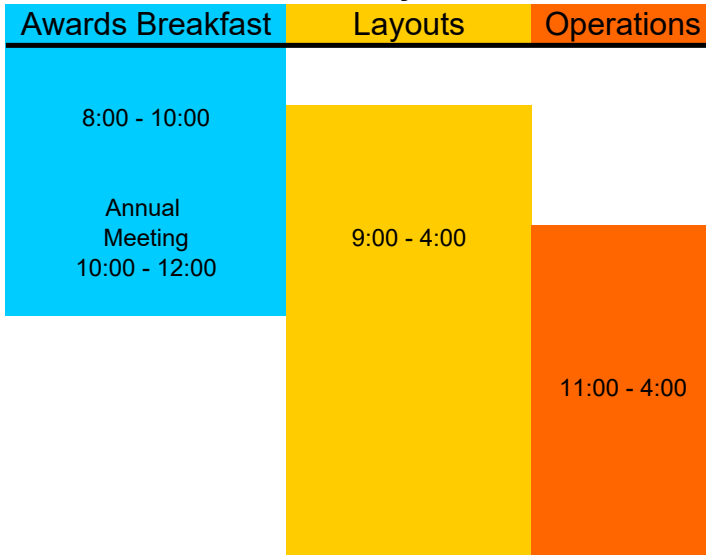 Awards Breakfast Layouts Operations
8:00 - 10:00
Annual
Meeting
10:00 - 12:00
9:00 - 4:00
11:00 - 4:00